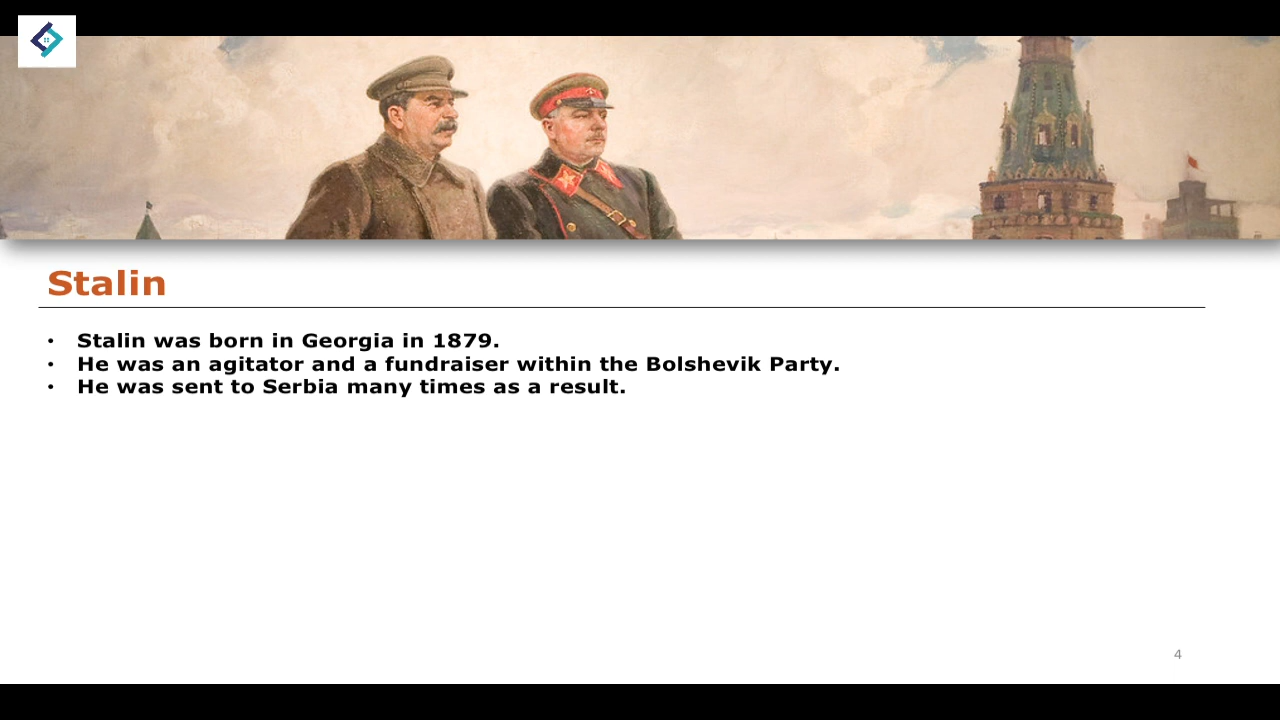 Stalin
• Stalin was born in Georgia in 1879.
• He was an agitator and a fundraiser within the Bolshevik Party.
• He was sent to Serbia many times as a result.
4